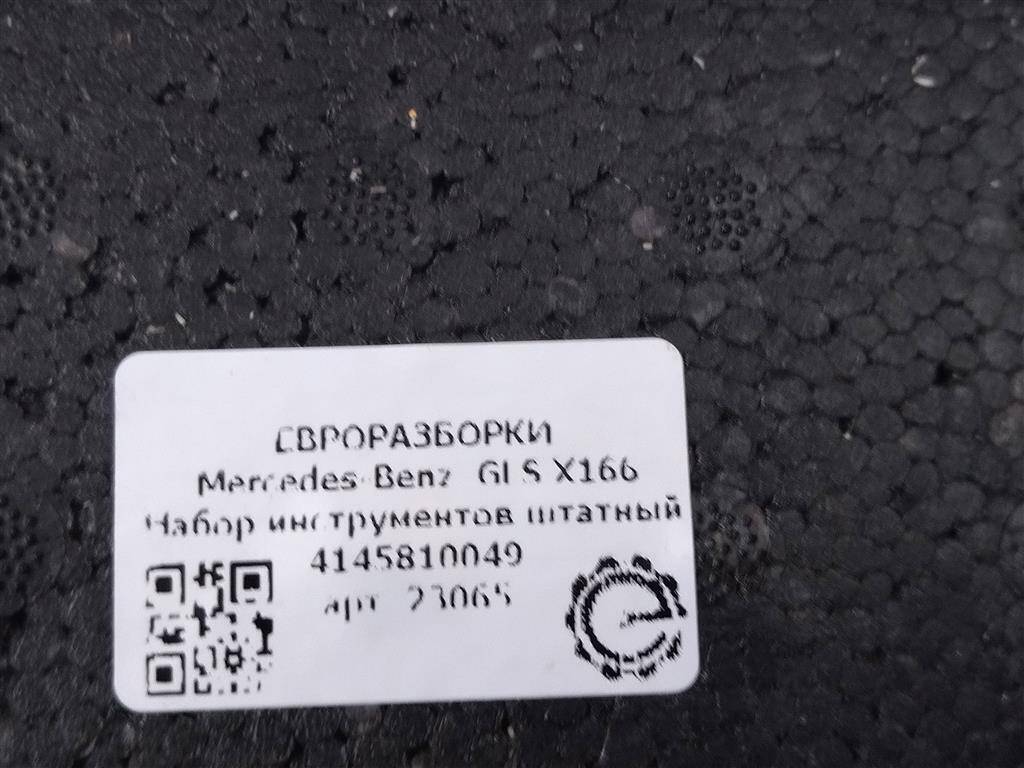 ЕВРОРАЗБОРКИ
Mercedes-Benz GLS X166
Набор инструментов штатный
4145810049
арт 23065